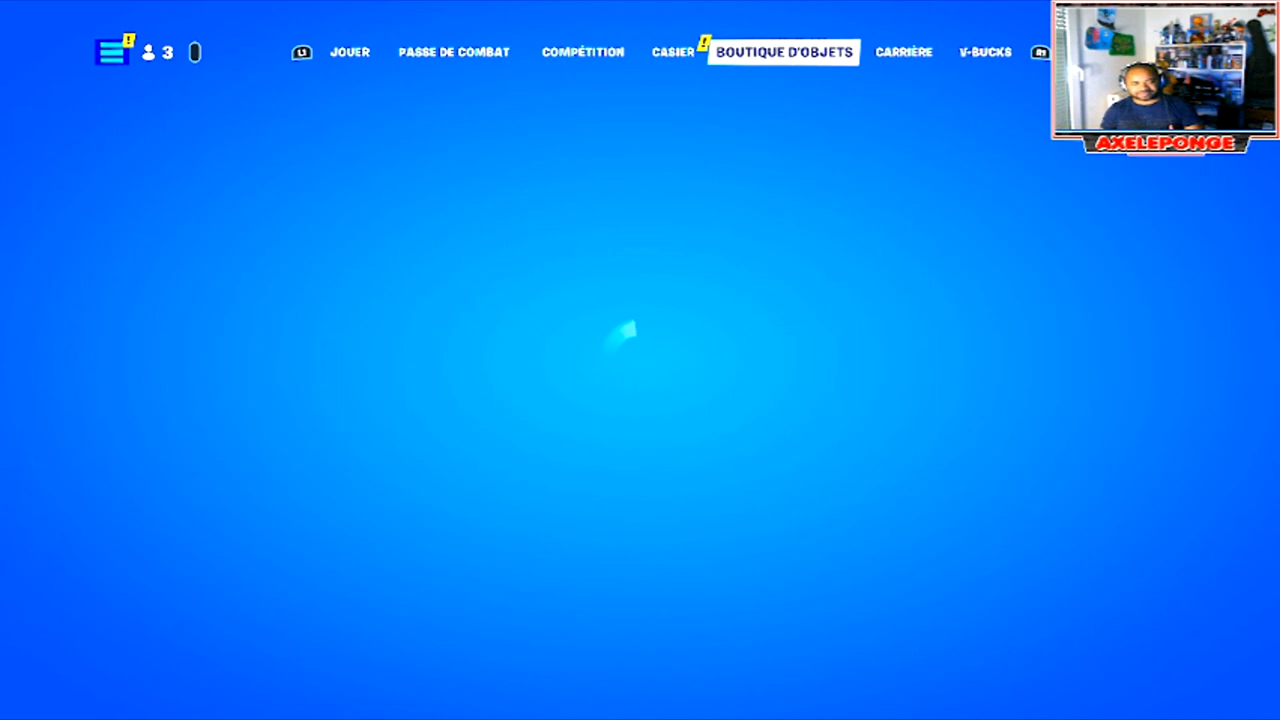 ! 3 L1 JOUER PASSE DE COMBAT COMPÉTITION CASIER ! BOUTIQUE D'OBJETS CARRIÈRE V-BUCKS R1
AXELEPONGE